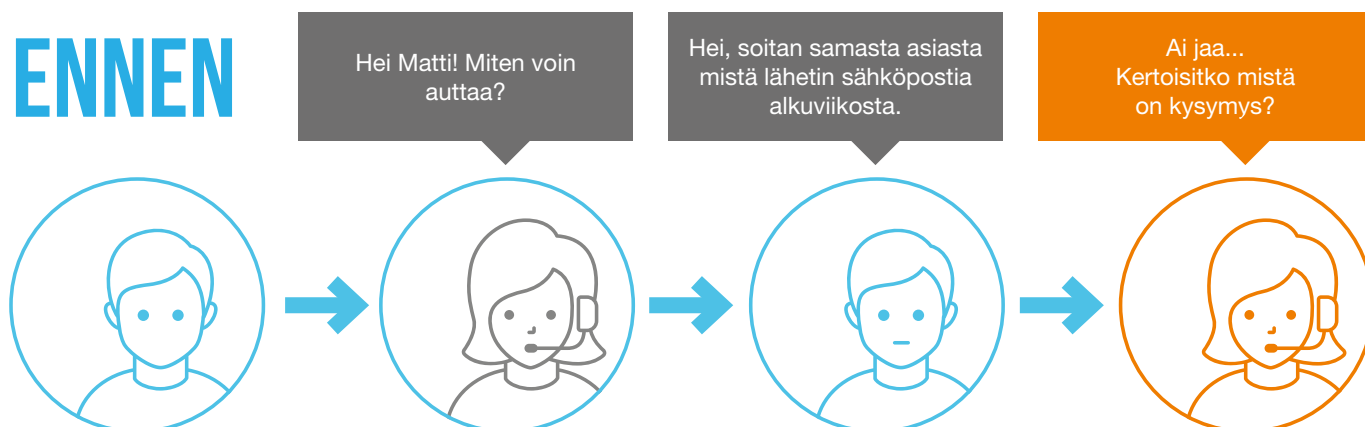 ENNEN
Hei Matti! Miten voin
auttaa?
Hei, soitan samasta asiasta
mistä lähetin sähköpostia
alkuviikosta.
Ai jaa...
Kertoisitko mistä
on kysymys?